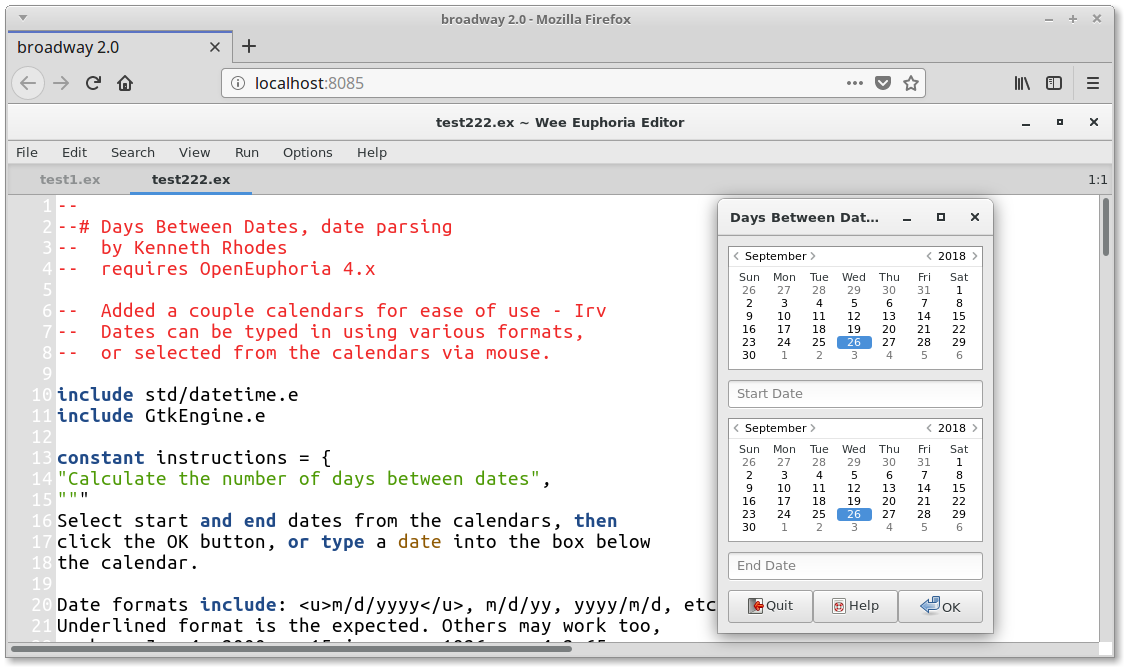 broadway 2.0 - Mozilla Firefox
broadway 2.0
localhost:8085
test222.ex ~ Wee Euphoria Editor
File Edit Search View Run Options Help
test1.ex test222.ex 1:1
1 --
2 --# Days Between Dates, date parsing
3 --  by Kenneth Rhodes
4 --  requires OpenEuphoria 4.x
5
6 --  Added a couple calendars for ease of use - Irv
7 --  Dates can be typed in using various formats,
8 --  or selected from the calendars via mouse.
9
10 include std/datetime.e
11 include GtkEngine.e
12
13 constant instructions = {
14 "Calculate the number of days between dates",
15 """
16 Select start and end dates from the calendars, then
17 click the OK button, or type a date into the box below
18 the calendar.
19
20 Date formats include: <u>m/d/yyyy</u>, m/d/yy, yyyy/m/d, etc
21 Underlined format is the expected. Others may work too,
Days Between Dat...
September 2018
Sun Mon Tue Wed Thu Fri Sat
26 27 28 29 30 31 1
2 3 4 5 6 7 8
9 10 11 12 13 14 15
16 17 18 19 20 21 22
23 24 25 26 27 28 29
30 1 2 3 4 5 6
Start Date
September 2018
Sun Mon Tue Wed Thu Fri Sat
26 27 28 29 30 31 1
2 3 4 5 6 7 8
9 10 11 12 13 14 15
16 17 18 19 20 21 22
23 24 25 26 27 28 29
30 1 2 3 4 5 6
End Date
Quit Help OK